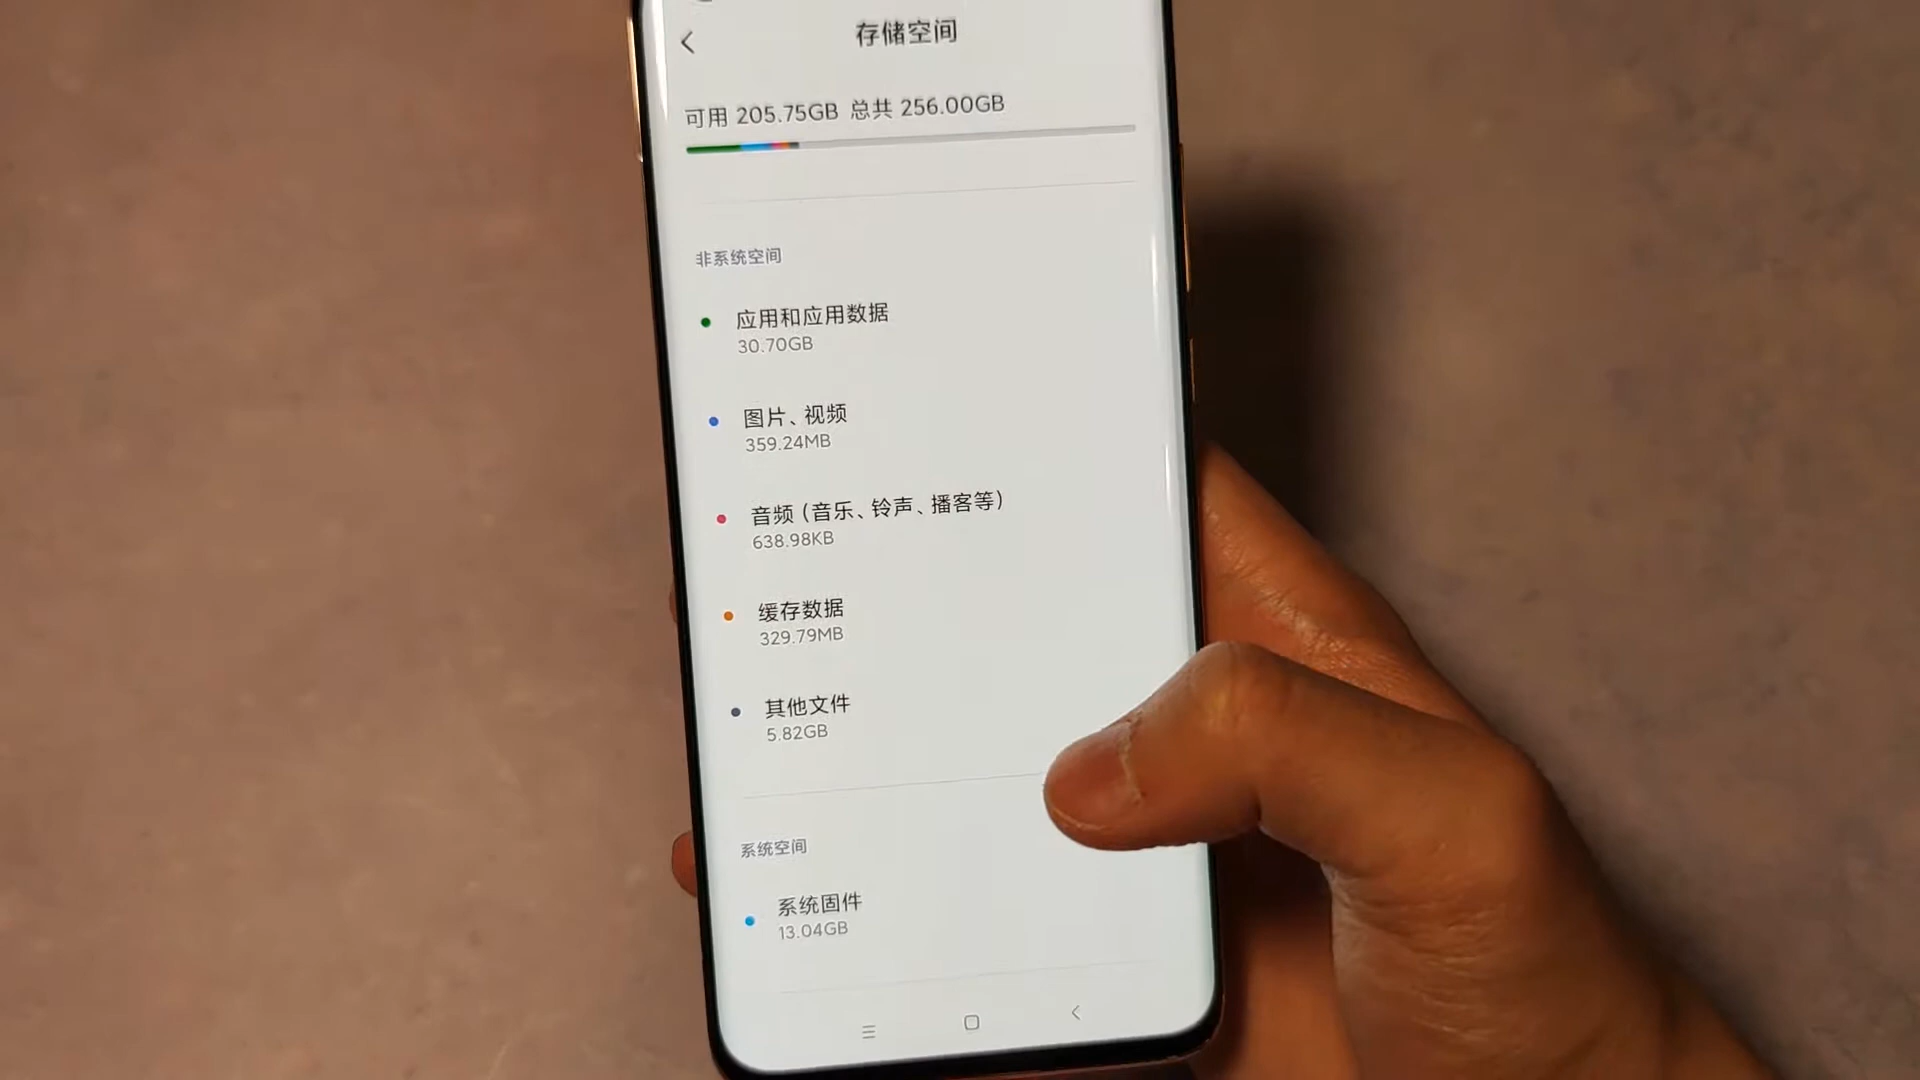 存储空间
可用 205.75GB 总共 256.00GB
非系统空间
应用和应用数据
30.70GB
图片、视频
359.24MB
音频（音乐、铃声、播客等）
638.98KB
缓存数据
329.79MB
其他文件
5.82GB
系统空间
系统固件
13.04GB